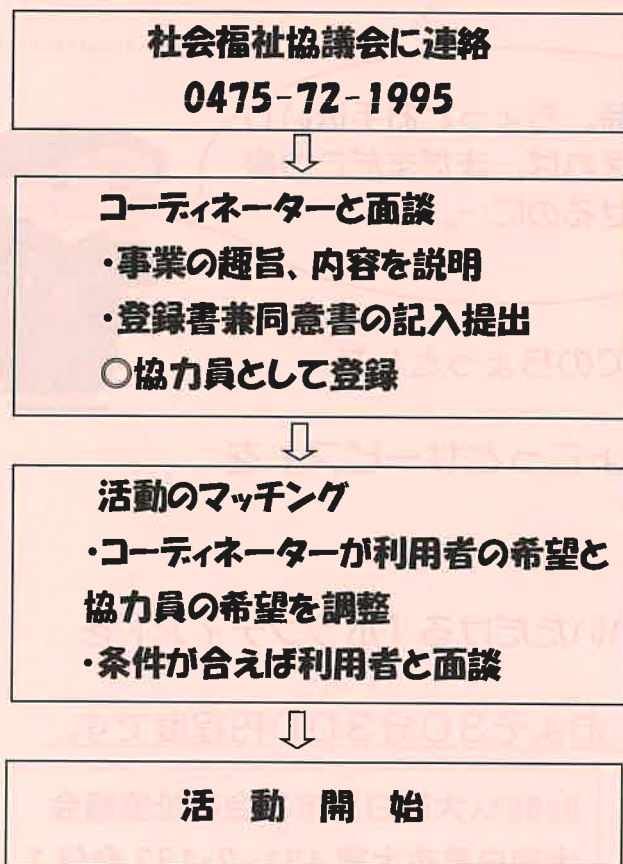 社会福祉協議会に連絡
0475-72-1995
コーディネーターと面談
・事業の趣旨、内容を説明
・登録書兼同意書の記入提出
○協力員として登録
活動のマッチング
・コーディネーターが利用者の希望と
協力員の希望を調整
・条件が合えば利用者と面談
活 動 開 始